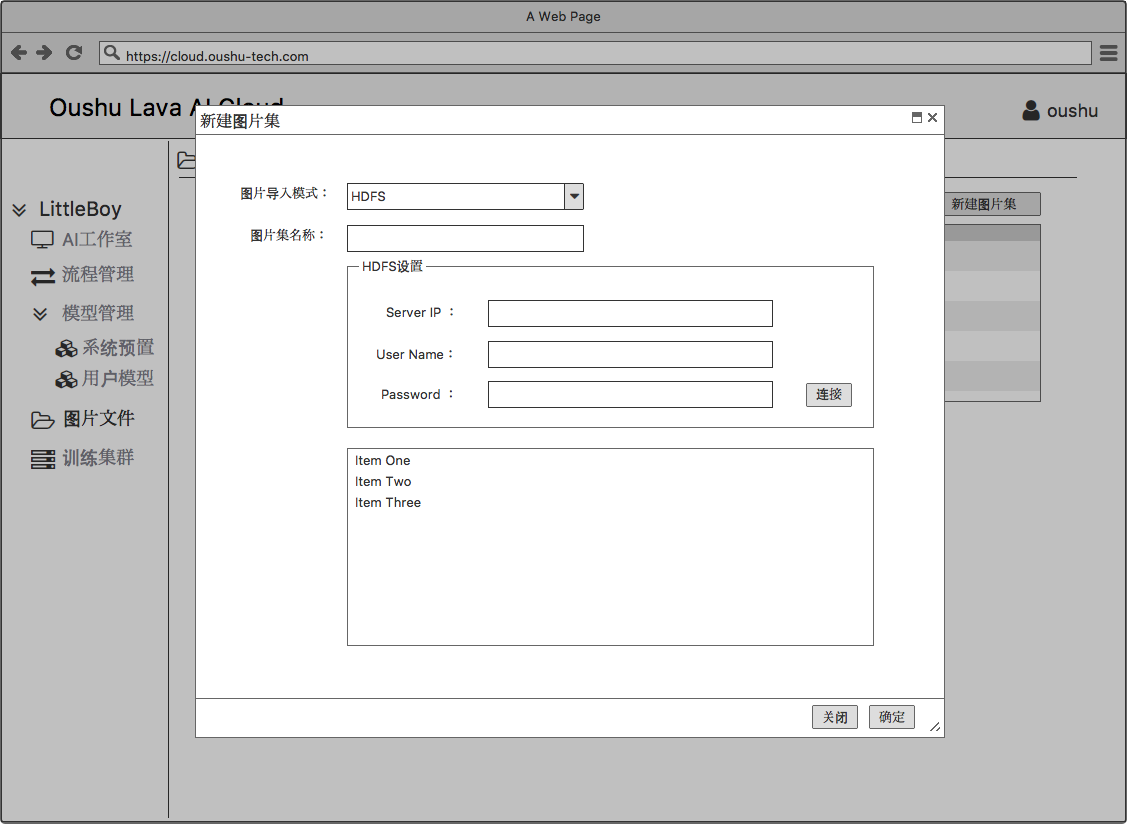 A Web Page
https://cloud.oushu-tech.com
Oushu Lava AI Cloud
oushu
LittleBoy
AI工作室
流程管理
模型管理
系统预置
用户模型
图片文件
训练集群
新建图片集
新建图片集
图片导入模式：
HDFS
图片集名称：
HDFS设置
Server IP ：
User Name：
Password ：
连接
Item One
Item Two
Item Three
关闭
确定